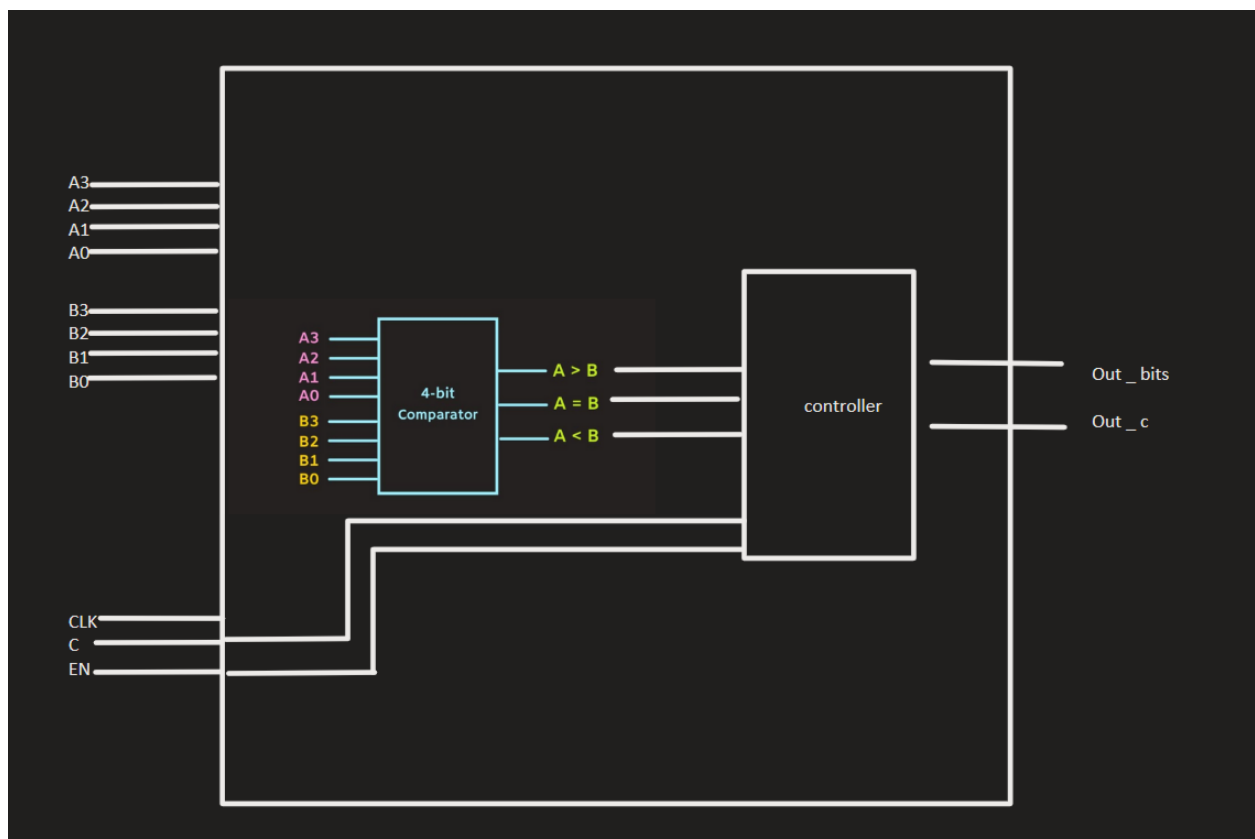 A3
A2
A1
A0
B3
B2
B1
B0
A3
A2
A1
A0
B3
B2
B1
B0
4-bit
Comparator
A > B
A = B
A < B
controller
Out _ bits
Out _ c
CLK
C
EN